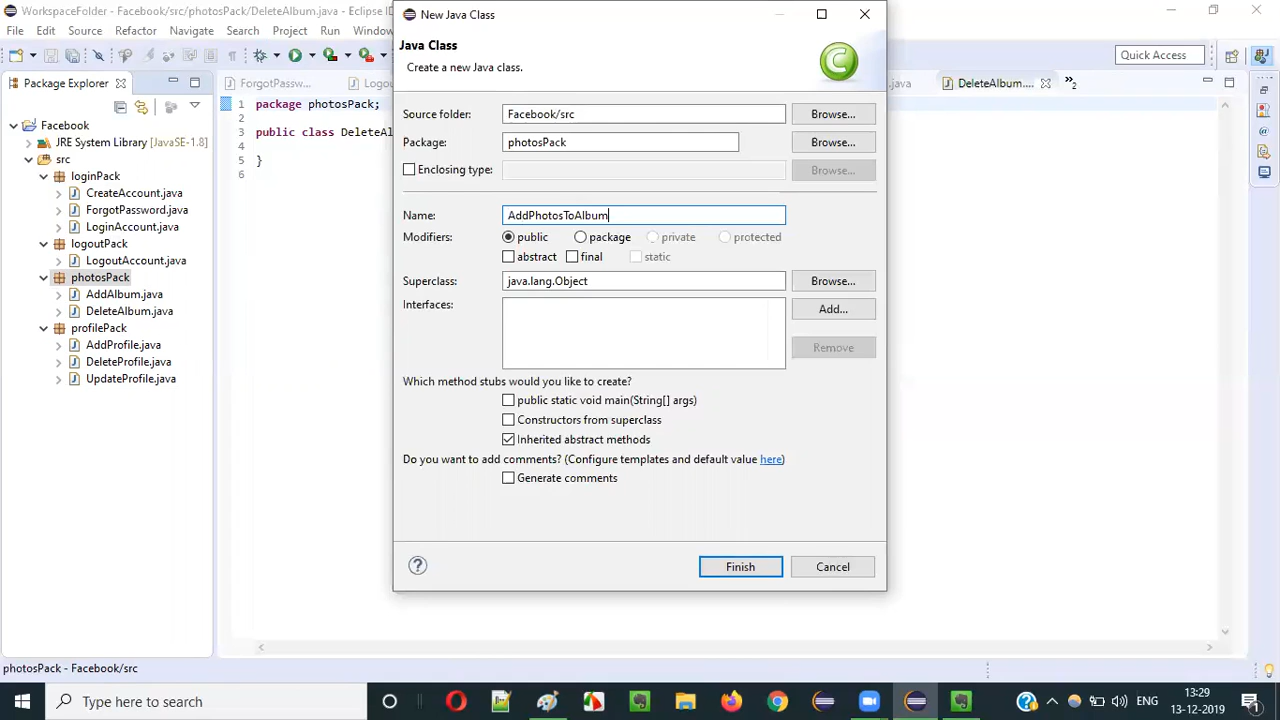 WorkspaceFolder - Facebook/src/photosPack/DeleteAlbum.java - Eclipse ID
File Edit Source Refactor Navigate Search Project Run Window
Quick Access
Package Explorer
ForgotPassw...
Logou
.java
DeleteAlbum....
2
Facebook
JRE System Library [JavaSE-1.8]
src
loginPack
CreateAccount.java
ForgotPassword.java
LoginAccount.java
logoutPack
LogoutAccount.java
photosPack
AddAlbum.java
DeleteAlbum.java
profilePack
AddProfile.java
DeleteProfile.java
UpdateProfile.java
1 package photosPack;
2
3 public class DeleteAl
4
5 }
6
New Java Class
Java Class
Create a new Java class.
C
Source folder: Facebook/src Browse...
Package: photosPack Browse...
Enclosing type: Browse...
Name: AddPhotosToAlbum
Modifiers: public package private protected
abstract final static
Superclass: java.lang.Object Browse...
Interfaces: Add...
Remove
Which method stubs would you like to create?
public static void main(String[] args)
Constructors from superclass
Inherited abstract methods
Do you want to add comments? (Configure templates and default value here)
Generate comments
? Finish Cancel
photosPack - Facebook/src
Type here to search
ENG
13:29
13-12-2019
1